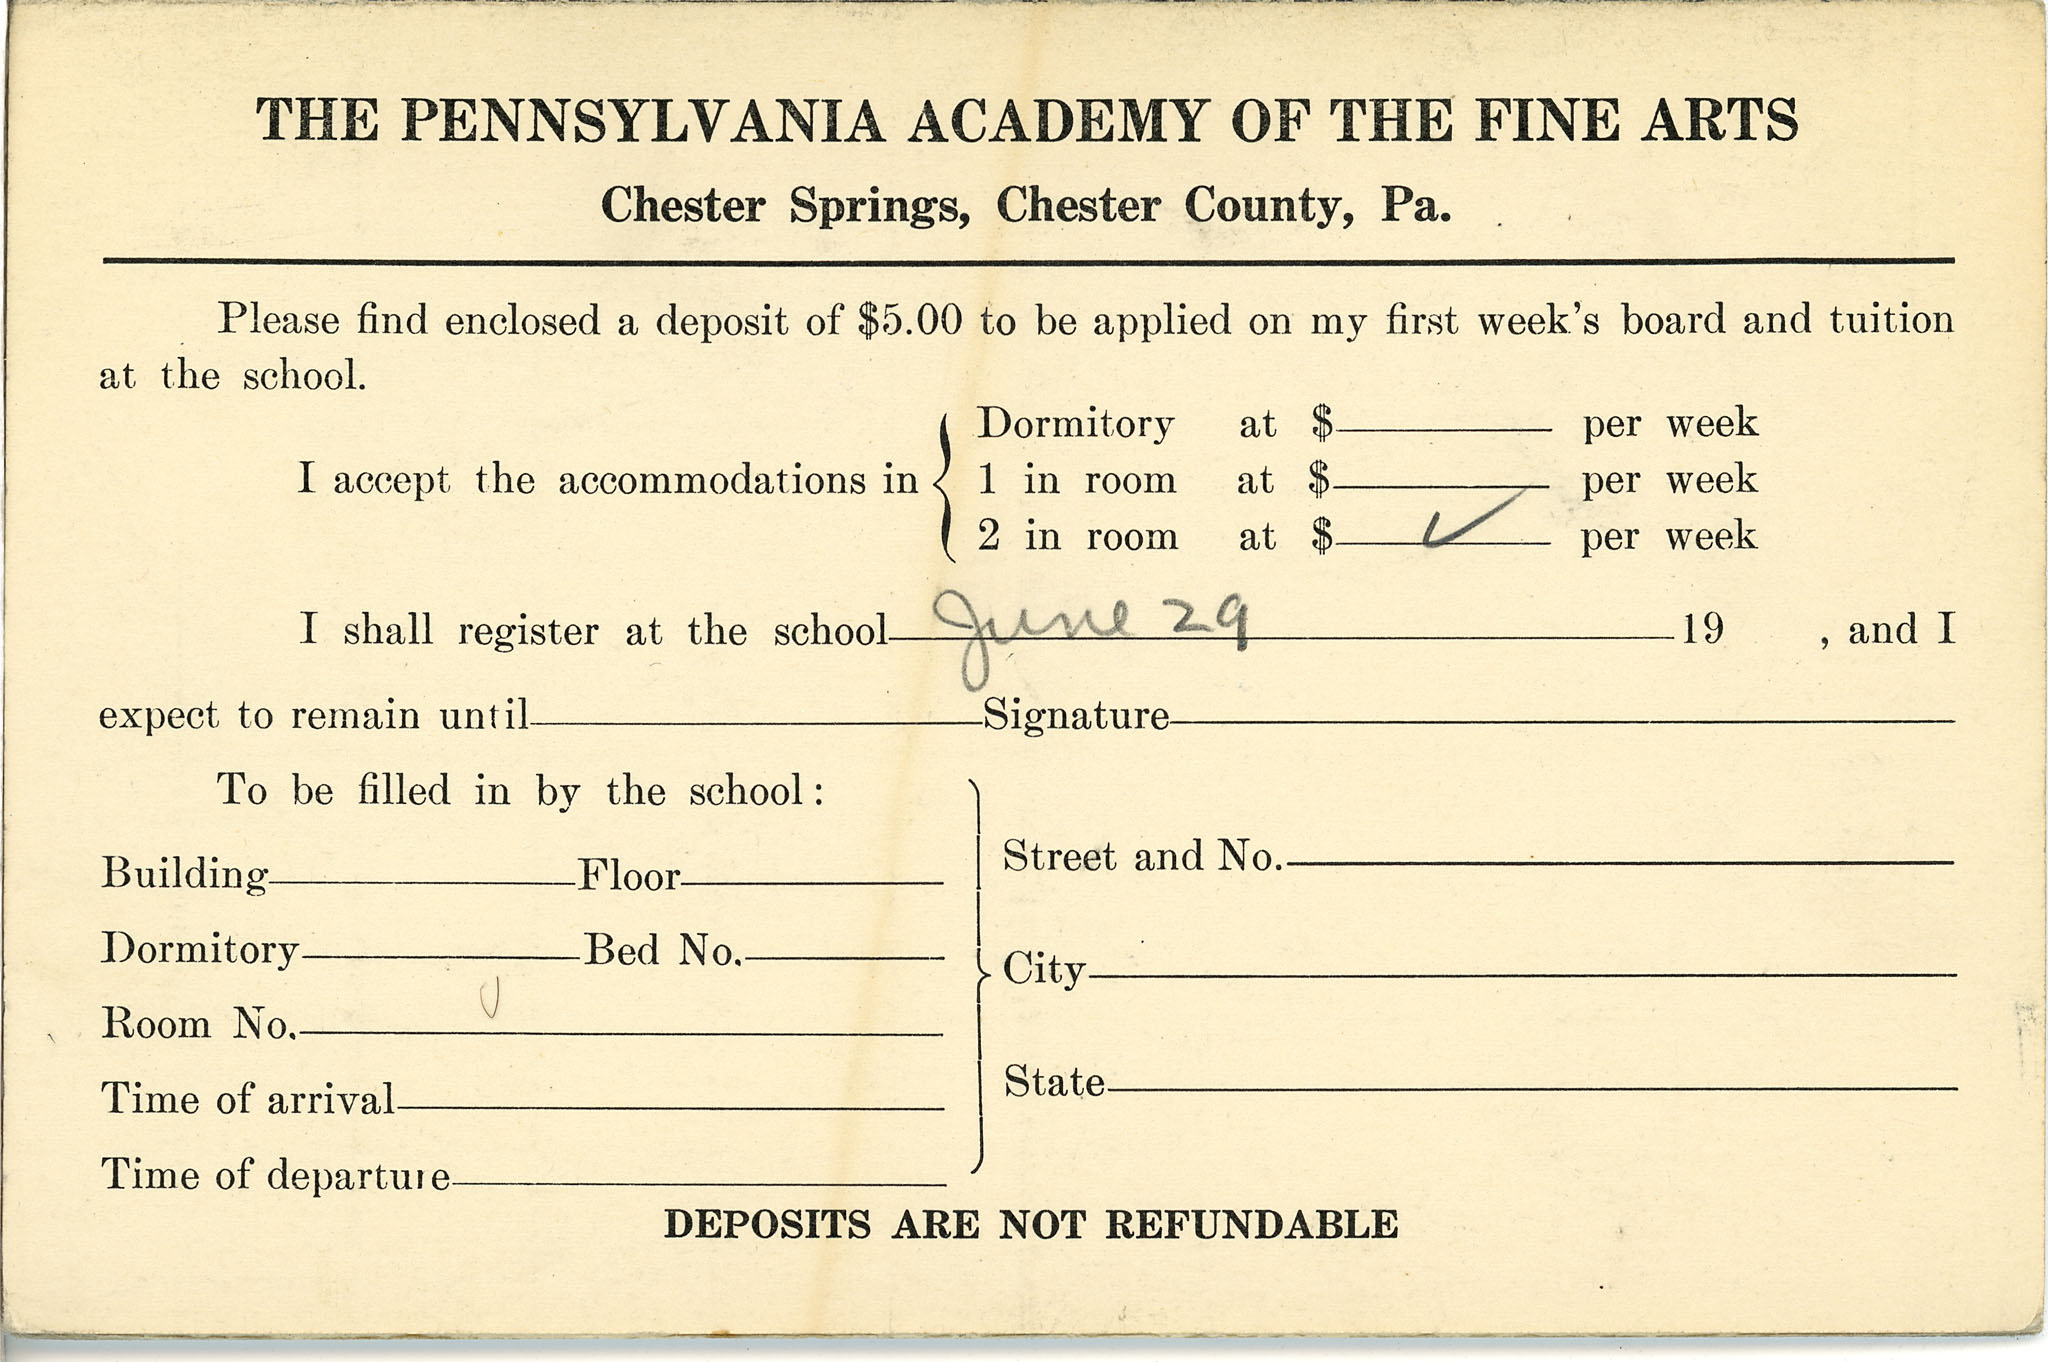 THE PENNSYLVANIA ACADEMY OF THE FINE ARTS
Chester Springs, Chester County, Pa.
Please find enclosed a deposit of $5.00 to be applied on my first week's board and tuition
at the school.
I accept the accommodations in
Dormitory at $ per week
1 in room at $ per week
2 in room at $ ✓ per week
I shall register at the school June 29 19 , and I
expect to remain until Signature
To be filled in by the school:
Building Floor
Dormitory Bed No.
Room No.
Time of arrival
Time of departure
Street and No.
City
State
DEPOSITS ARE NOT REFUNDABLE